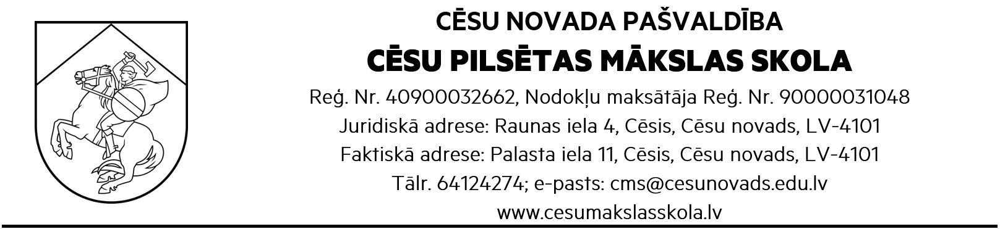 CĒSU NOVADA PAŠVALDĪBA
CĒSU PILSĒTAS MĀKSLAS SKOLA
Reģ. Nr. 40900032662, Nodokļu maksātāja Reģ. Nr. 90000031048
Juridiskā adrese: Raunas iela 4, Cēsis, Cēsu novads, LV-4101
Faktiskā adrese: Palasta iela 11, Cēsis, Cēsu novads, LV-4101
Tālr. 64124274; e-pasts: cms@cesunovads.edu.lv
www.cesumakslasskola.lv